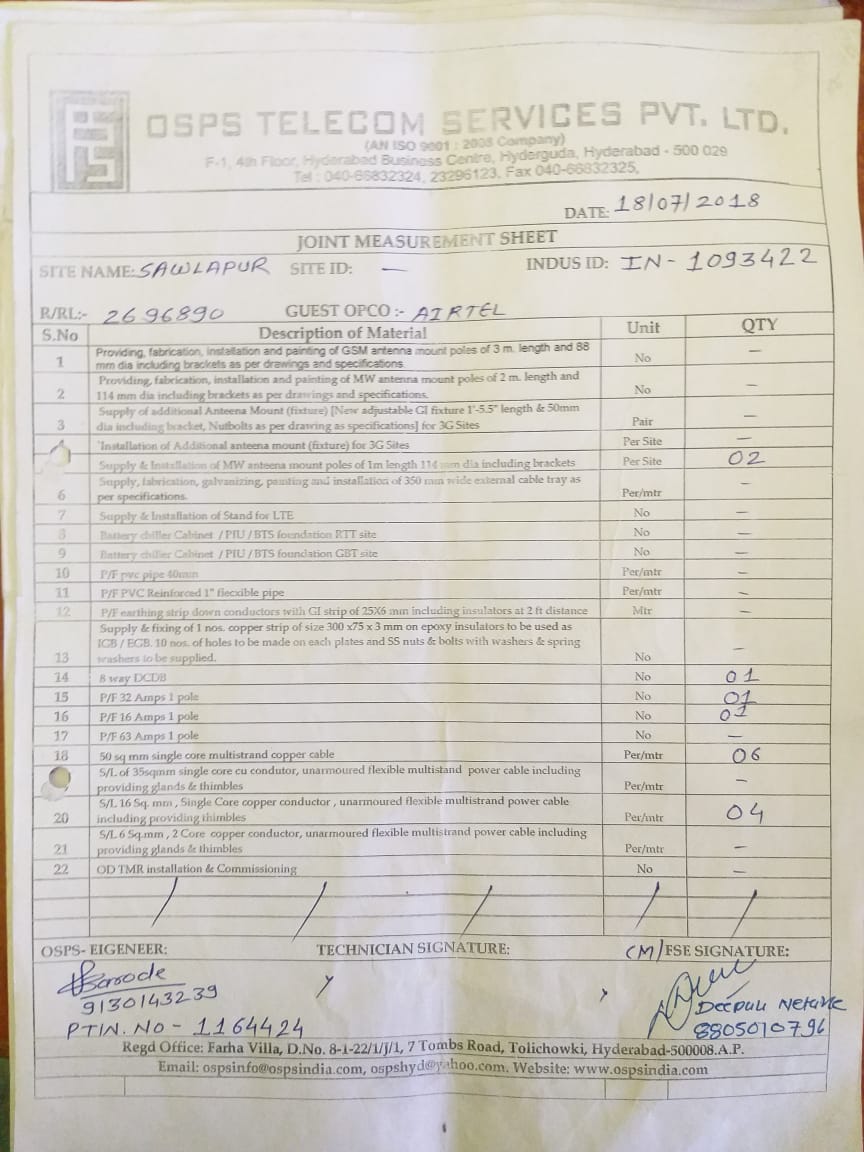 OSPS TELECOM SERVICES PVT. LTD.
(AN ISO 9001 : 2008 Company)
F-1, 4th Floor, Hyderabad Business Centre, Hyderguda, Hyderabad - 500 029
Tel : 040-66832324, 23296123, Fax 040-66832325,
DATE: 18/07/2018
JOINT MEASUREMENT SHEET
SITE NAME: SAWLAPUR SITE ID: — INDUS ID: IN-1093422
R/RL:- 2696890 GUEST OPCO :- AIRTEL
S.No Description of Material Unit QTY
1 Providing, fabrication, installation and painting of GSM antenna mount poles of 3 m. length and 88
mm dia including brackets as per drawings and specifications. No —
2 Providing, fabrication, installation and painting of MW antenna mount poles of 2 m. length and
114 mm dia including brackets as per drawings and specifications. No —
3 Supply of additional Anteena Mount (fixture) [New adjustable GI fixture 1'-5.5" length & 50mm
dia including bracket, Nutbolts as per drawing as specifications] for 3G Sites Pair —
4 'Installation of Additional anteena mount (fixture) for 3G Sites Per Site —
Supply & Installation of MW anteena mount poles of 1m length 114 mm dia including brackets Per Site 02
6 Supply, fabrication, galvanizing, painting and installation of 350 mm wide external cable tray as
per specifications. Per/mtr —
7 Supply & Installation of Stand for LTE No —
8 Battery chiller Cabinet / PIU / BTS foundation RTT site No —
9 Battery chiller Cabinet / PIU / BTS foundation GBT site No —
10 P/F pvc pipe 40mm Per/mtr —
11 P/F PVC Reinforced 1" flecxible pipe Per/mtr —
12 P/F earthing strip down conductors with GI strip of 25X6 mm including insulators at 2 ft distance Mtr —
Supply & fixing of 1 nos. copper strip of size 300 x75 x 3 mm on epoxy insulators to be used as
IGB / EGB. 10 nos. of holes to be made on each plates and SS nuts & bolts with washers & spring
13 washers to be supplied. No —
14 8 way DCDB No 01
15 P/F 32 Amps 1 pole No 01
16 P/F 16 Amps 1 pole No 01
17 P/F 63 Amps 1 pole No —
18 50 sq mm single core multistrand copper cable Per/mtr 06
S/L of 35sqmm single core cu condutor, unarmoured flexible multistand power cable including
providing glands & thimbles Per/mtr —
S/L 16 Sq. mm , Single Core copper conductor , unarmoured flexible multistrand power cable
20 including providing thimbles Per/mtr 04
S/L 6 Sq.mm , 2 Core copper conductor, unarmoured flexible multistrand power cable including
21 providing glands & thimbles Per/mtr —
22 OD TMR installation & Commissioning No —
OSPS- EIGENEER: TECHNICIAN SIGNATURE: (M)/FSE SIGNATURE:
9130143239
PTIN. NO - 1164424
Deepak
8805010796
Regd Office: Farha Villa, D.No. 8-1-22/1/J/1, 7 Tombs Road, Tolichowki, Hyderabad-500008.A.P.
Email: ospsinfo@ospsindia.com, ospshyd@yahoo.com. Website: www.ospsindia.com